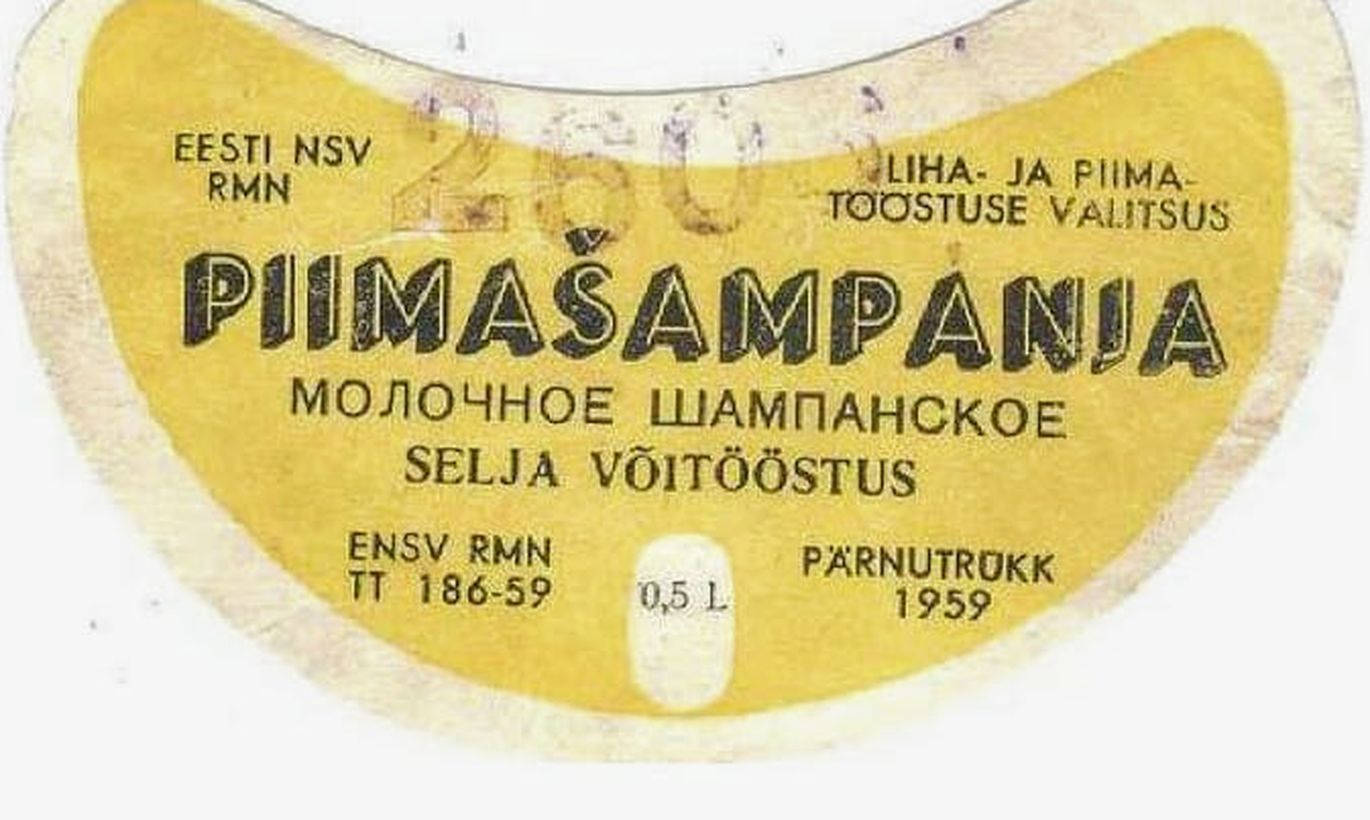 EESTI NSV
RMN
LIHA- JA PIIMA-
TÖÖSTUSE VALITSUS
260
PIIMAŠAMPANJA
МОЛОЧНОЕ ШАМПАНСКОЕ
SELJA VÕITÖÖSTUS
ENSV RMN
TT 186-59
0,5 L
PÄRNUTRÜKK
1959